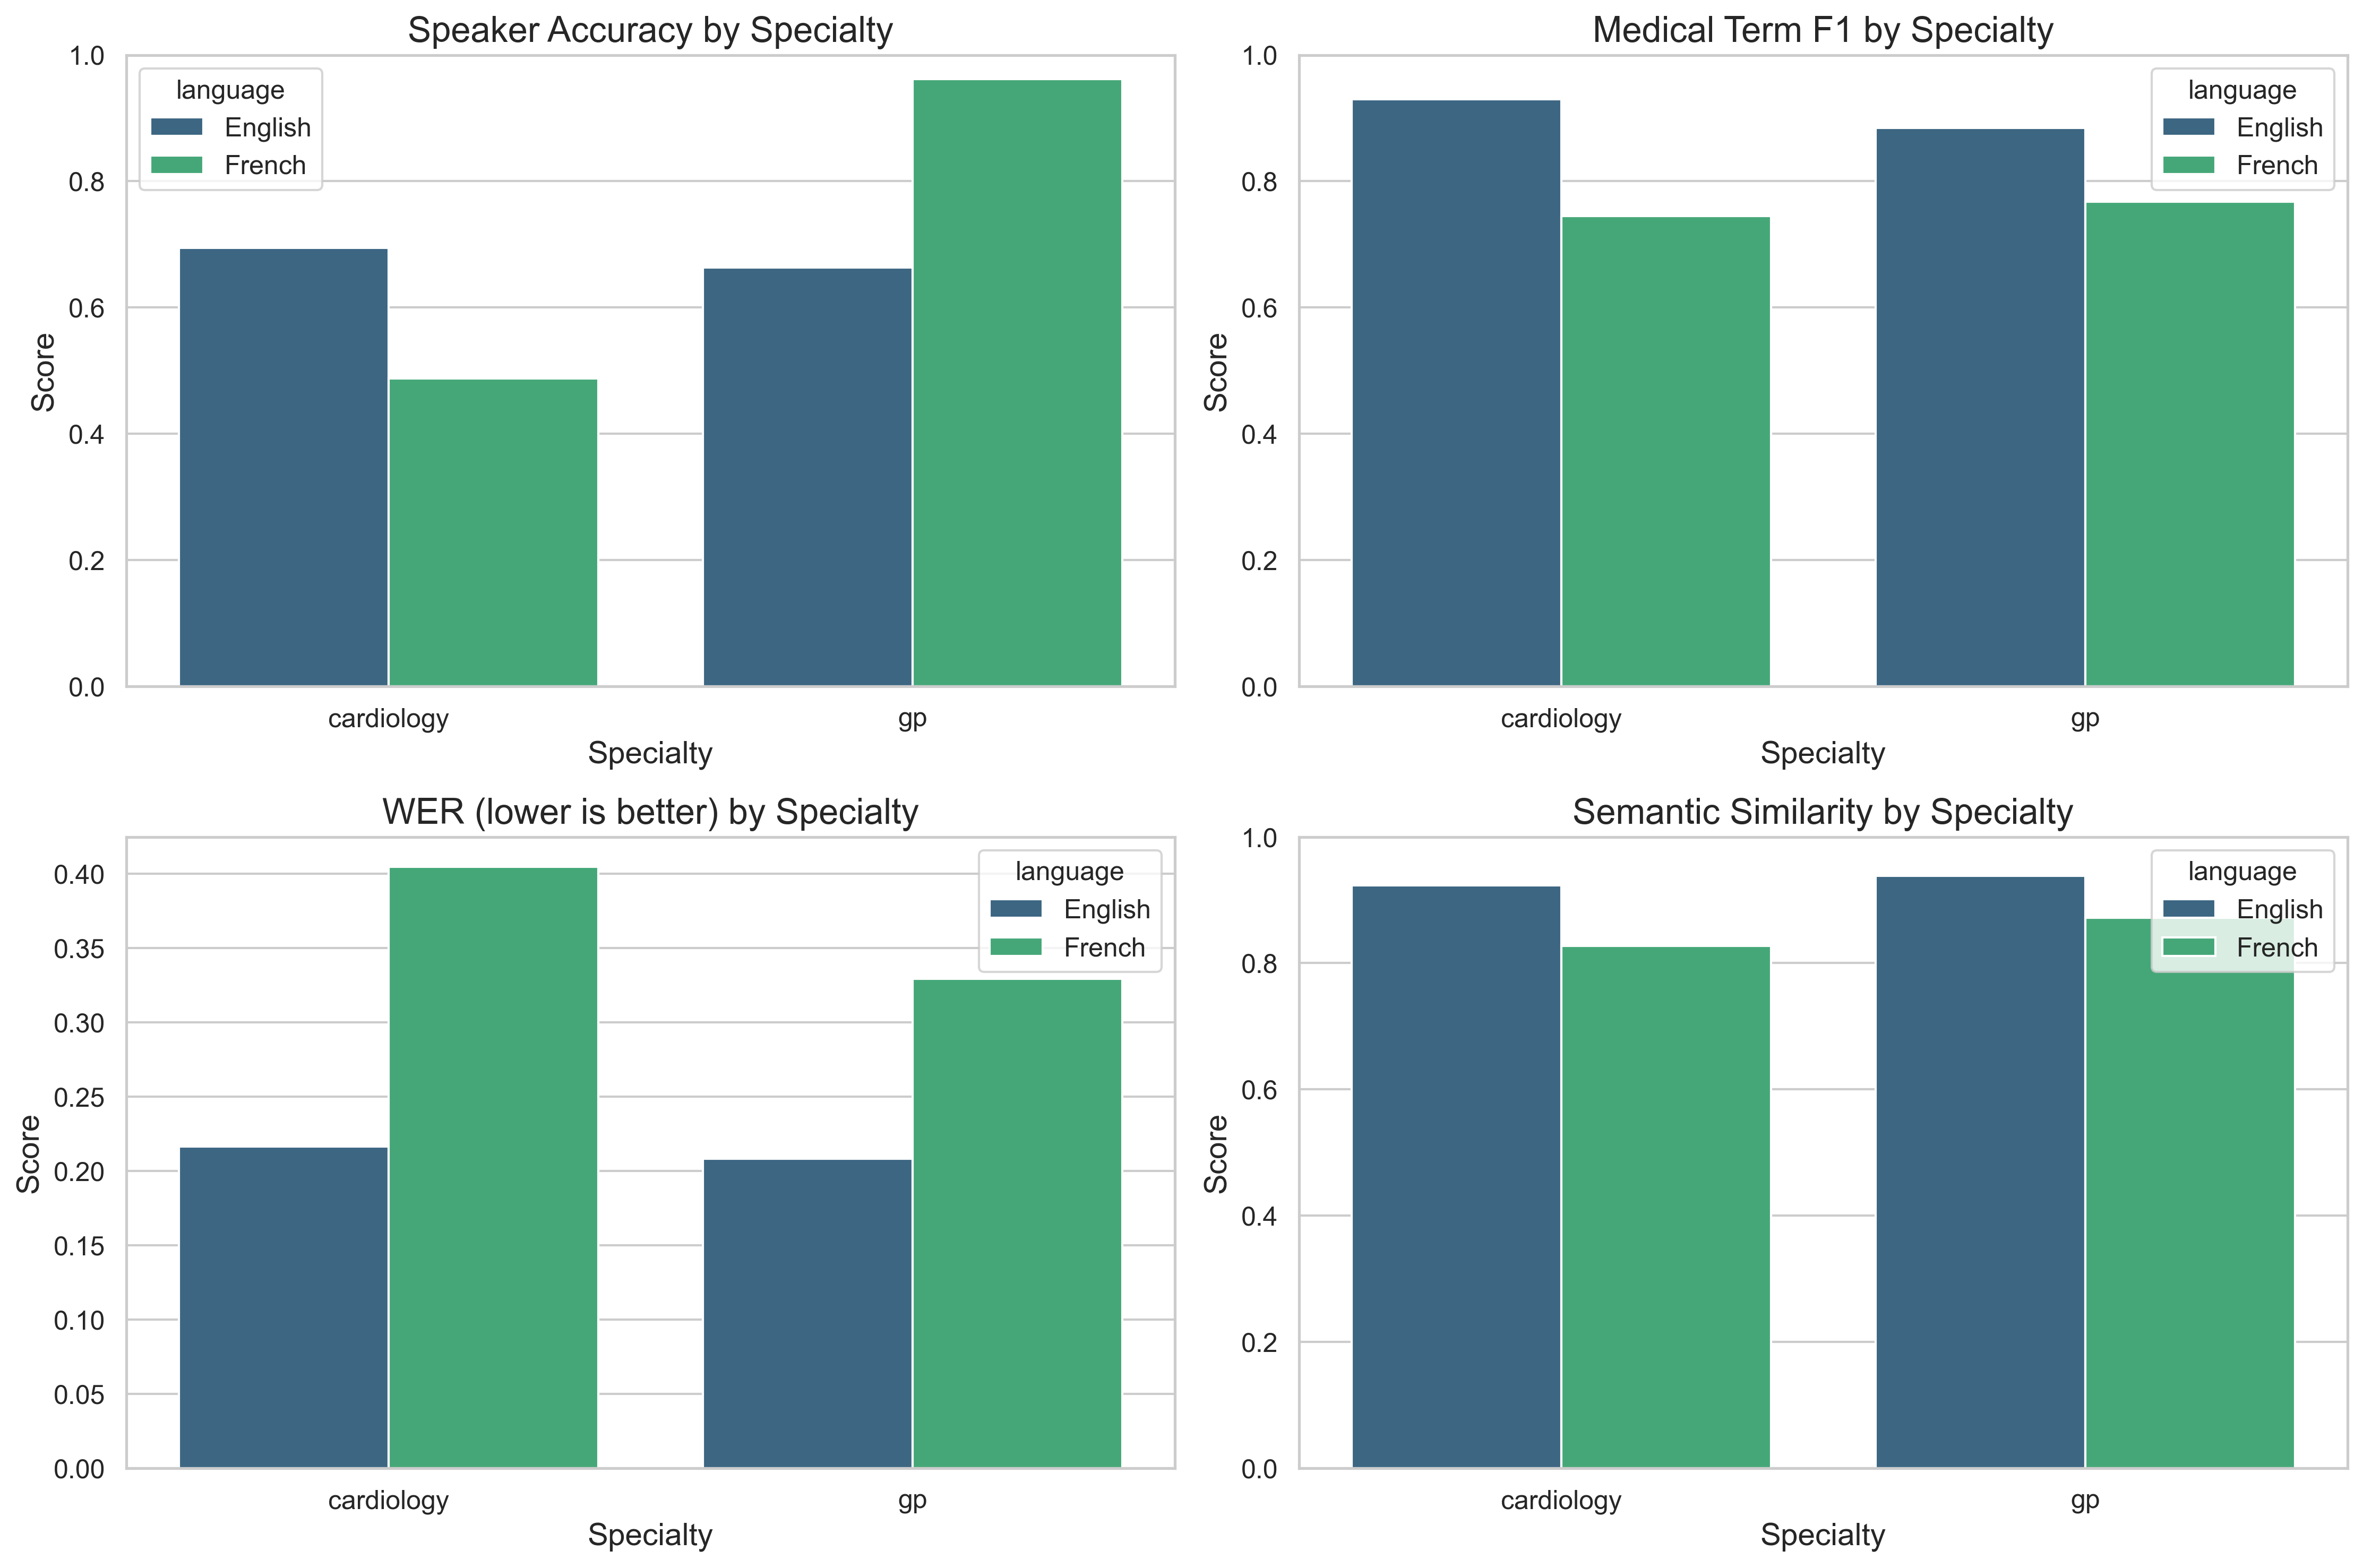 Speaker Accuracy by Specialty
1.0
0.8
0.6
0.4
0.2
0.0
Score
language
English
French
cardiology
gp
Specialty
Medical Term F1 by Specialty
1.0
0.8
0.6
0.4
0.2
0.0
Score
language
English
French
cardiology
gp
Specialty
WER (lower is better) by Specialty
0.40
0.35
0.30
0.25
0.20
0.15
0.10
0.05
0.00
Score
language
English
French
cardiology
gp
Specialty
Semantic Similarity by Specialty
1.0
0.8
0.6
0.4
0.2
0.0
Score
language
English
French
cardiology
gp
Specialty